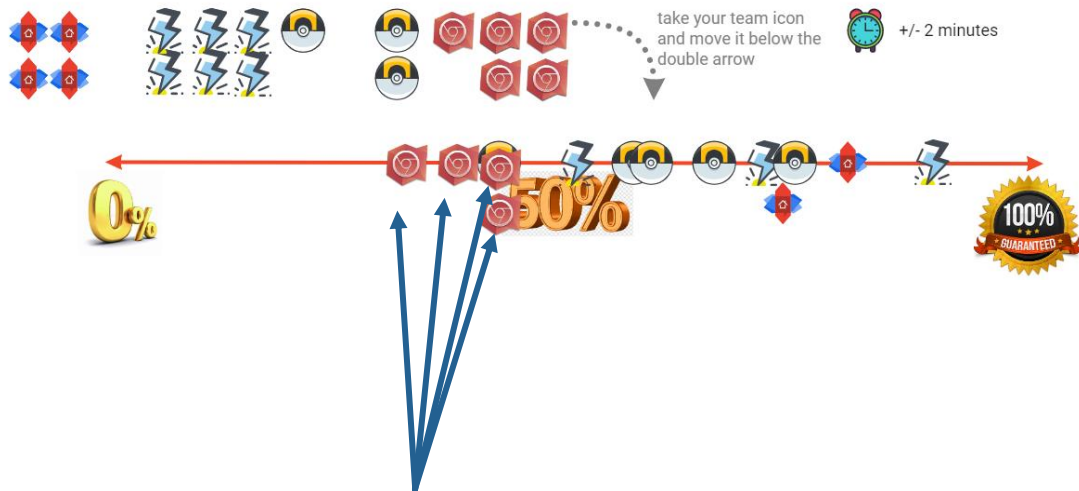 take your team icon
and move it below the
double arrow
+/- 2 minutes
0%
50%
100%
GUARANTEED